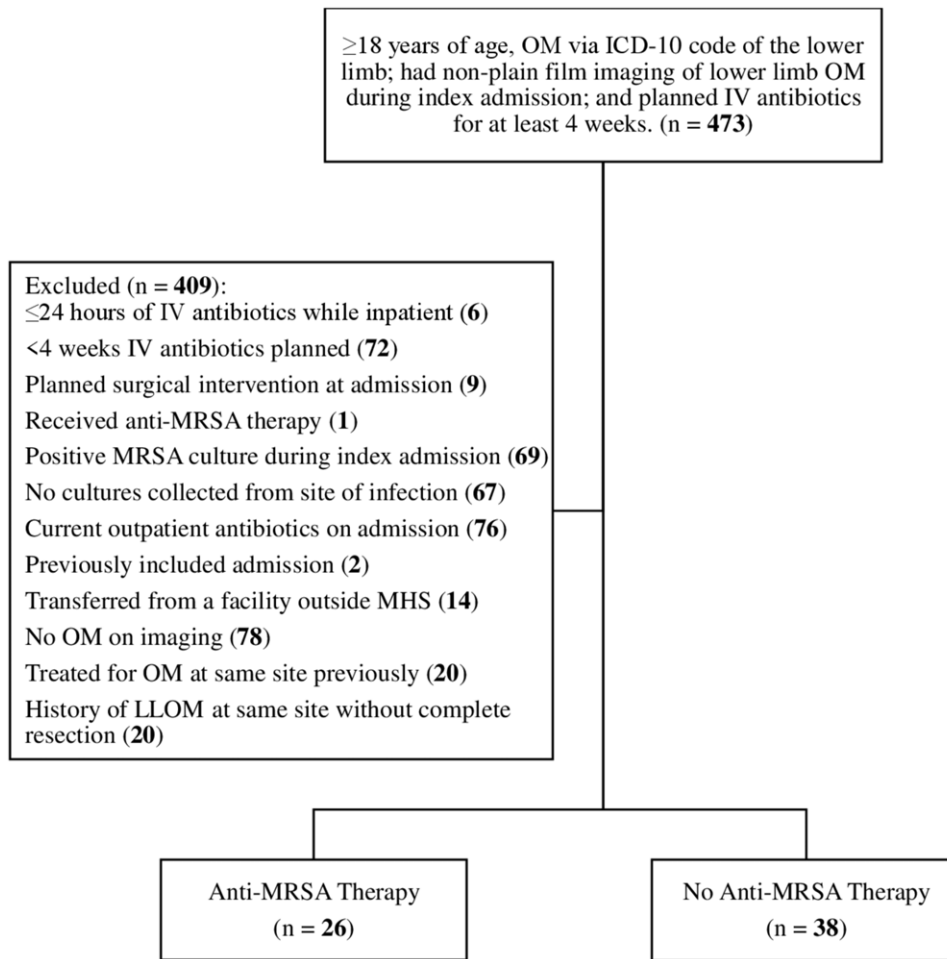 ≥18 years of age, OM via ICD-10 code of the lower
limb; had non-plain film imaging of lower limb OM
during index admission; and planned IV antibiotics
for at least 4 weeks. (n = 473)
Excluded (n = 409):
≤24 hours of IV antibiotics while inpatient (6)
<4 weeks IV antibiotics planned (72)
Planned surgical intervention at admission (9)
Received anti-MRSA therapy (1)
Positive MRSA culture during index admission (69)
No cultures collected from site of infection (67)
Current outpatient antibiotics on admission (76)
Previously included admission (2)
Transferred from a facility outside MHS (14)
No OM on imaging (78)
Treated for OM at same site previously (20)
History of LLOM at same site without complete
resection (20)
Anti-MRSA Therapy
(n = 26)
No Anti-MRSA Therapy
(n = 38)